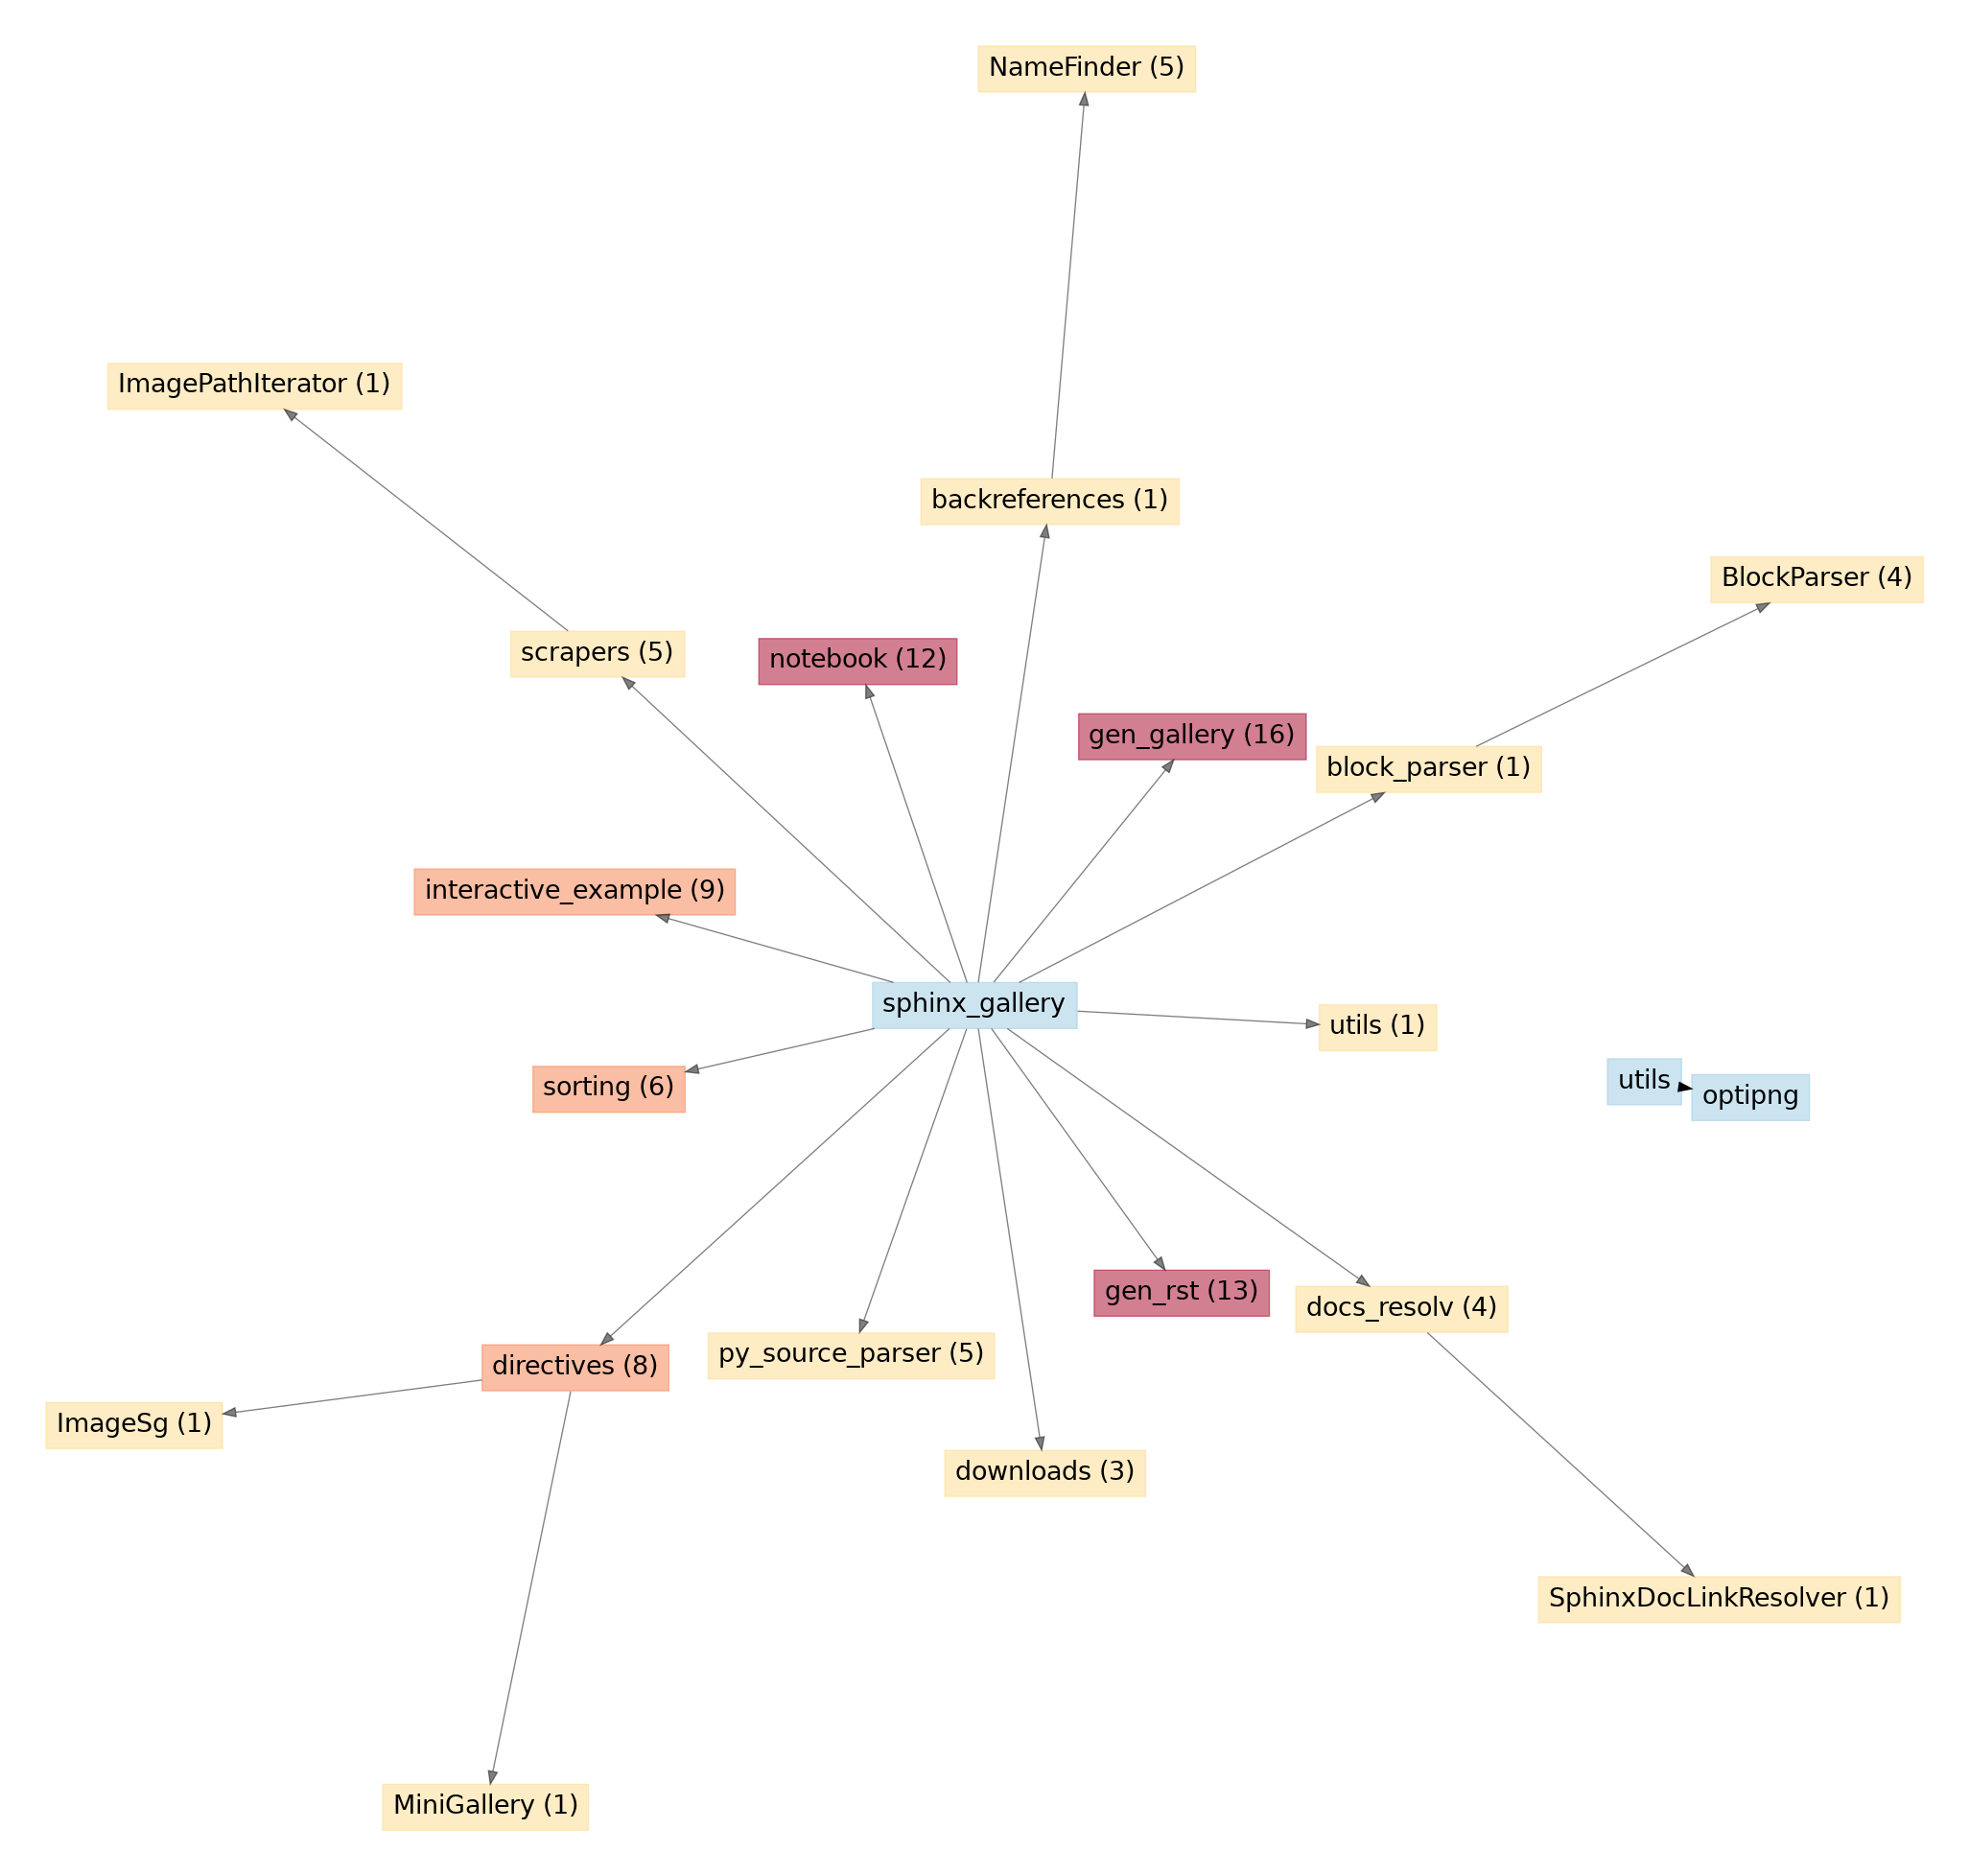 NameFinder (5)
ImagePathIterator (1)
backreferences (1)
BlockParser (4)
scrapers (5)
notebook (12)
gen_gallery (16)
block_parser (1)
interactive_example (9)
sphinx_gallery
utils (1)
utils
sorting (6)
optipng
gen_rst (13)
docs_resolv (4)
py_source_parser (5)
directives (8)
ImageSg (1)
downloads (3)
SphinxDocLinkResolver (1)
MiniGallery (1)